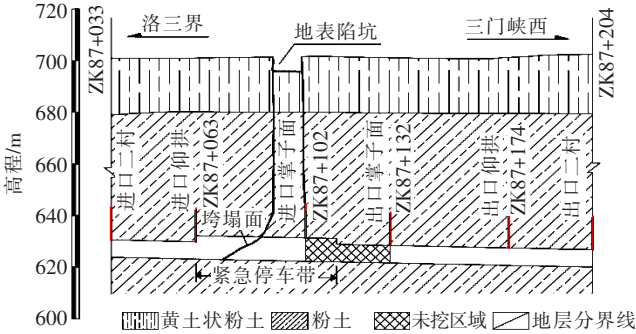 720
700
680
660
640
620
600
高程/m
洛三界
三门峡西
地表陷坑
ZK87+033
ZK87+204
进口二村
进口仰拱
ZK87+063
进口掌子面
ZK87+102
出口掌子面
ZK87+132
出口仰拱
ZK87+174
出口二村
垮塌面
紧急停车带
黄土状粉土
粉土
未挖区域
地层分界线